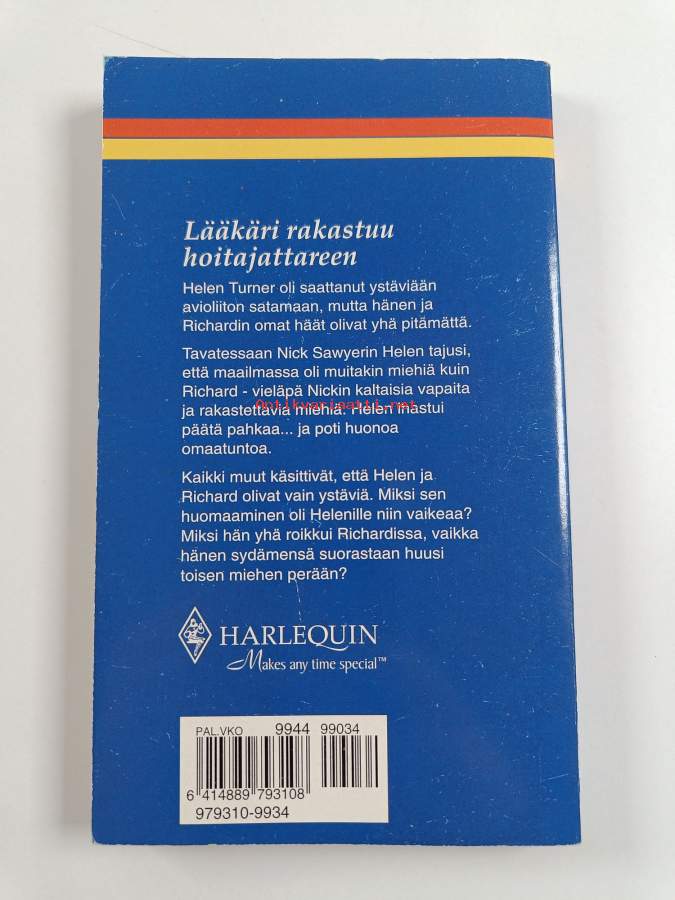 Lääkäri rakastuu
hoitajattareen
Helen Turner oli saattanut ystäviään
avioliiton satamaan, mutta hänen ja
Richardin omat häät olivat yhä pitämättä.
Tavatessaan Nick Sawyerin Helen tajusi,
että maailmassa oli muitakin miehiä kuin
Richard - vieläpä Nickin kaltaisia vapaita
ja rakastettavia miehiä. Helen ihastui
Antikvariaatti.net
päätä pahkaa... ja poti huonoa
omaatuntoa.
Kaikki muut käsittivät, että Helen ja
Richard olivat vain ystäviä. Miksi sen
huomaaminen oli Helenille niin vaikeaa?
Miksi hän yhä roikkui Richardissa, vaikka
hänen sydämensä suorastaan huusi
toisen miehen perään?
HARLEQUIN
Makes any time special™
PAL.VKO 9944 99034
6 414889 793108
979310-9934